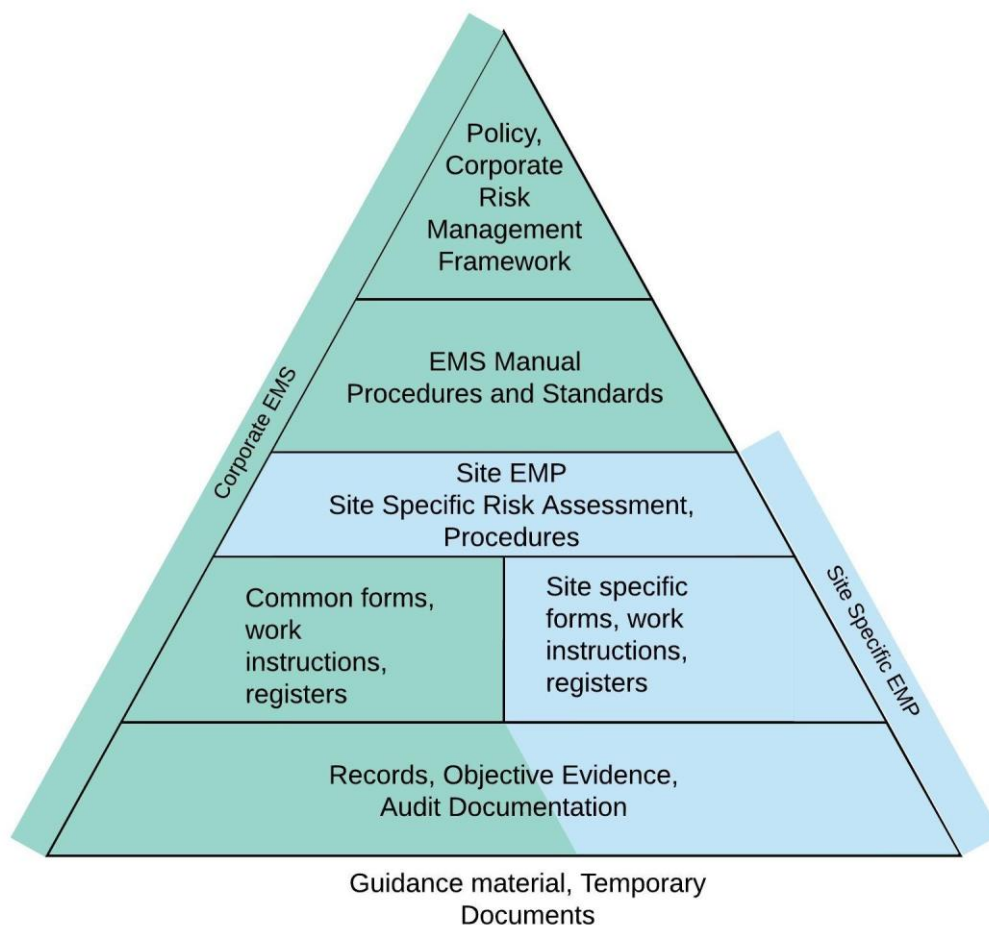 Policy,
Corporate
Risk
Management
Framework
EMS Manual
Procedures and Standards
Corporate EMS
Site EMP
Site Specific Risk Assessment,
Procedures
Common forms,
work
instructions,
registers
Site specific
forms, work
instructions,
registers
Site Specific EMP
Records, Objective Evidence,
Audit Documentation
Guidance material, Temporary
Documents